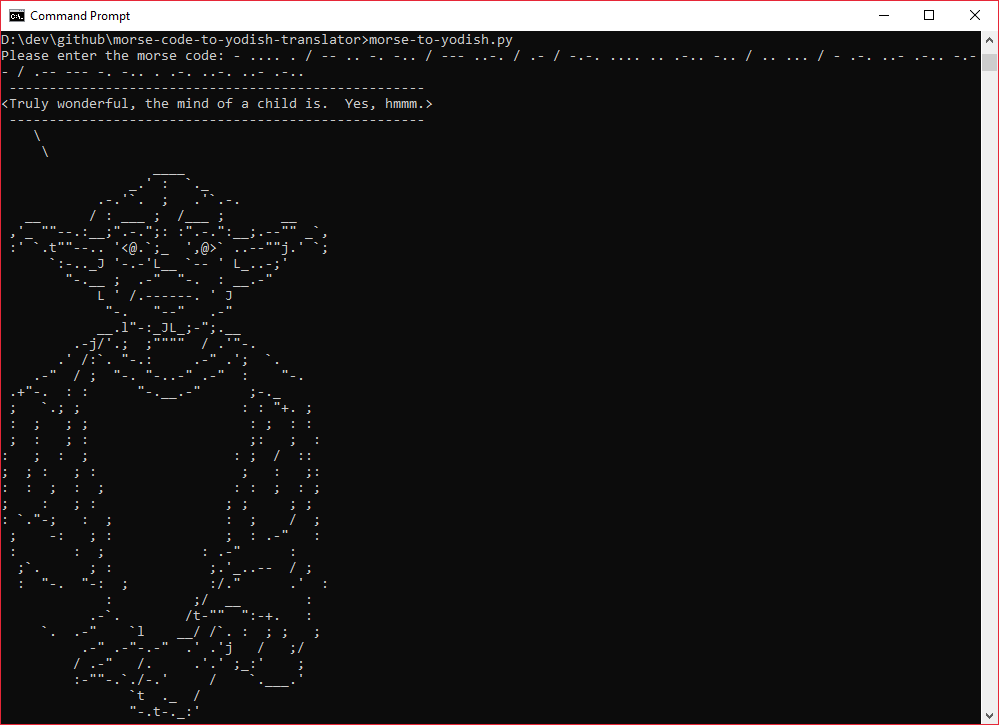 Command Prompt
D:\dev\github\morse-code-to-yodish-translator>morse-to-yodish.py
Please enter the morse code: - .... . / -- .. -. -.. / --- ..-. / .- / -.-. .... .. .-.. -.. / .. ... / - .-. ..- .-.. -.-
- / .-- --- -. -.. . .-. ..-. ..- .-..
<Truly wonderful, the mind of a child is.  Yes, hmmm.>